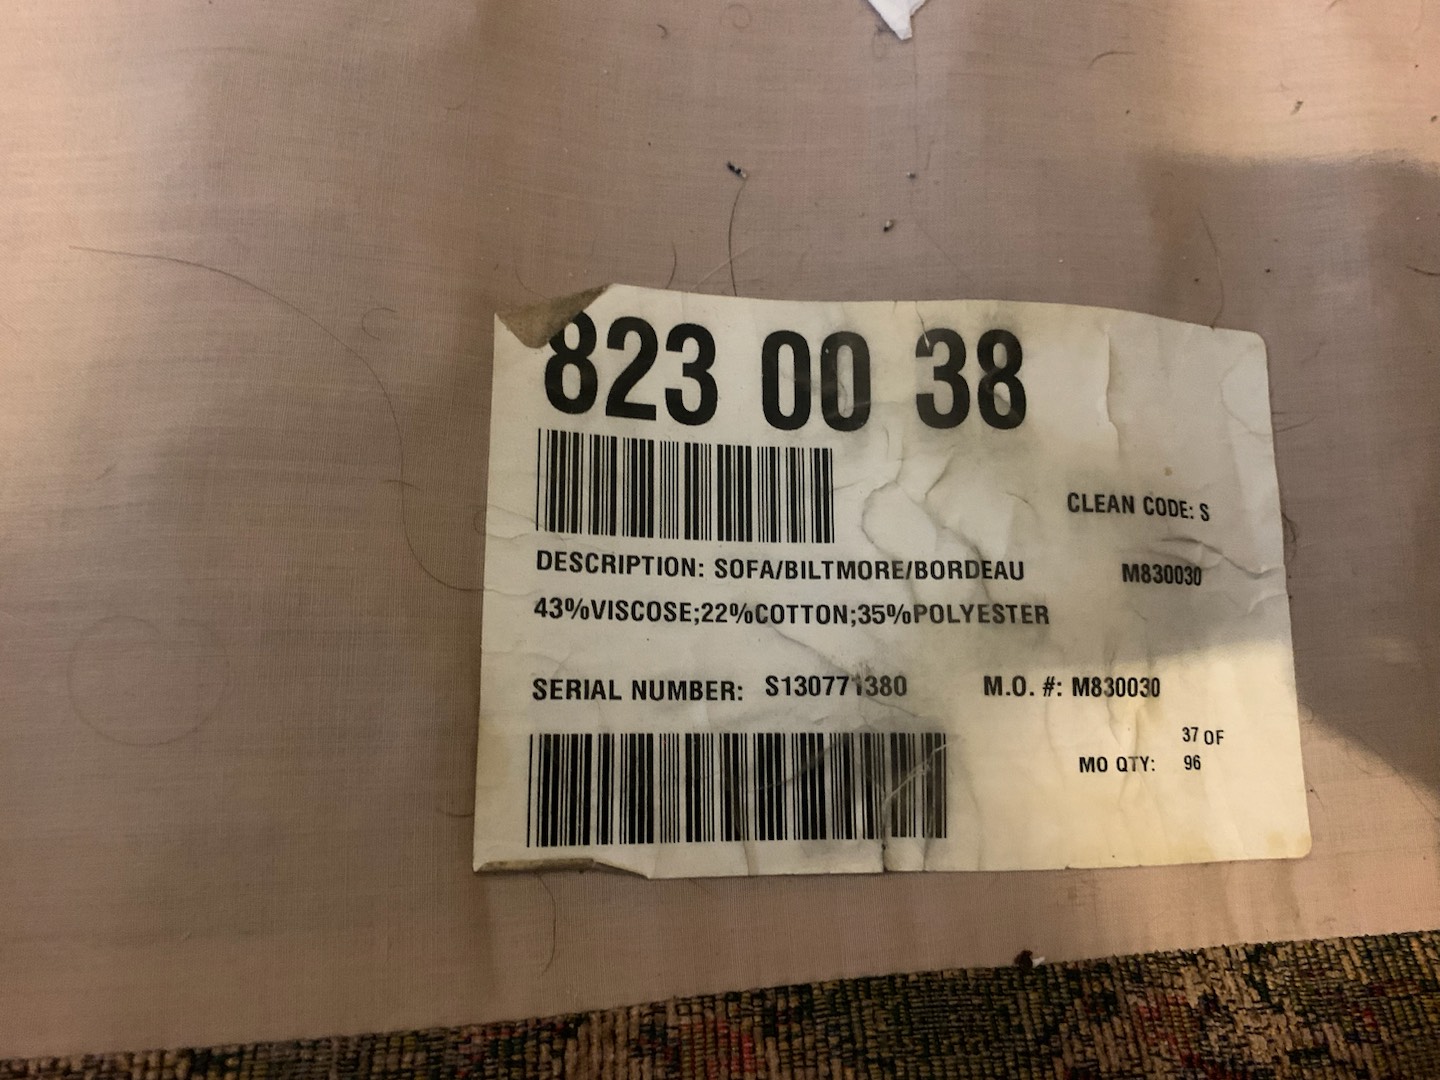 823 00 38
CLEAN CODE: S
DESCRIPTION: SOFA/BILTMORE/BORDEAU M830030
43%VISCOSE;22%COTTON;35%POLYESTER
SERIAL NUMBER: S130771380 M.O. #: M830030
37 OF
MO QTY: 96